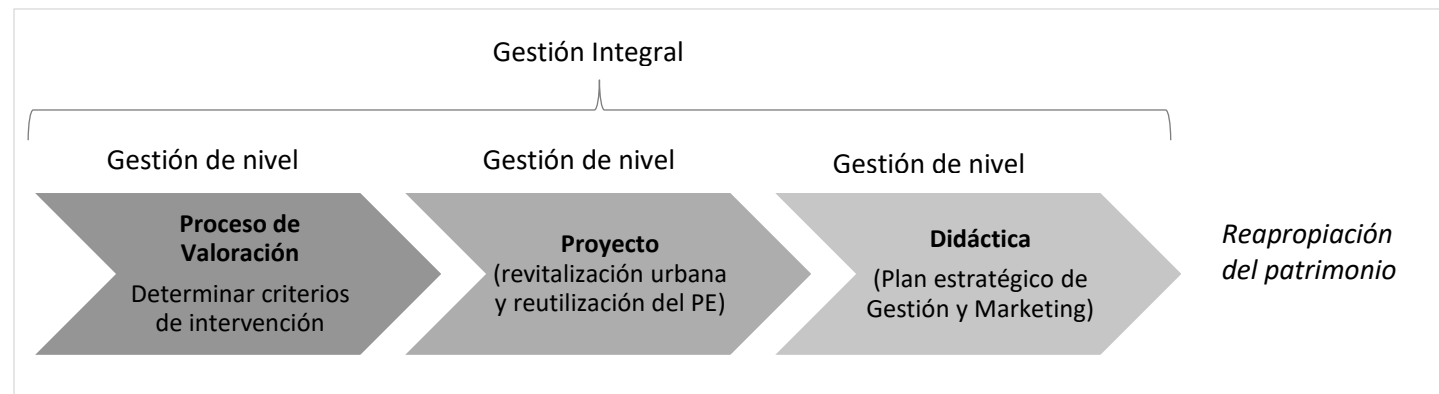 Gestión Integral
Gestión de nivel
Gestión de nivel
Gestión de nivel
Proceso de
Valoración
Determinar criterios
de intervención
Proyecto
(revitalización urbana
y reutilización del PE)
Didáctica
(Plan estratégico de
Gestión y Marketing)
Reapropiación
del patrimonio